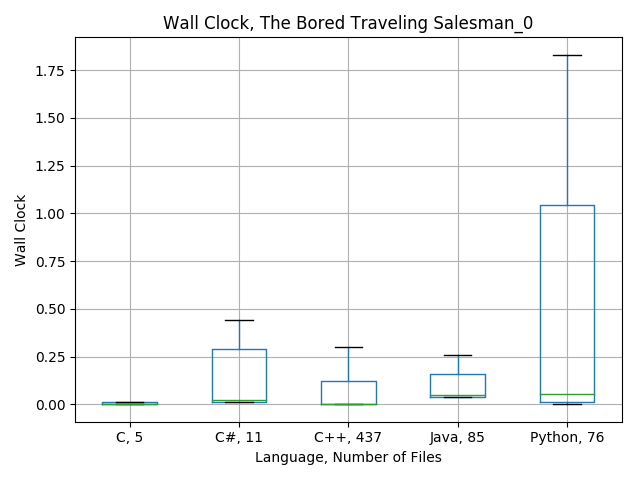 Wall Clock, The Bored Traveling Salesman_0
1.75
1.50
1.25
1.00
0.75
0.50
0.25
0.00
Wall Clock
C, 5
C#, 11
C++, 437
Java, 85
Python, 76
Language, Number of Files